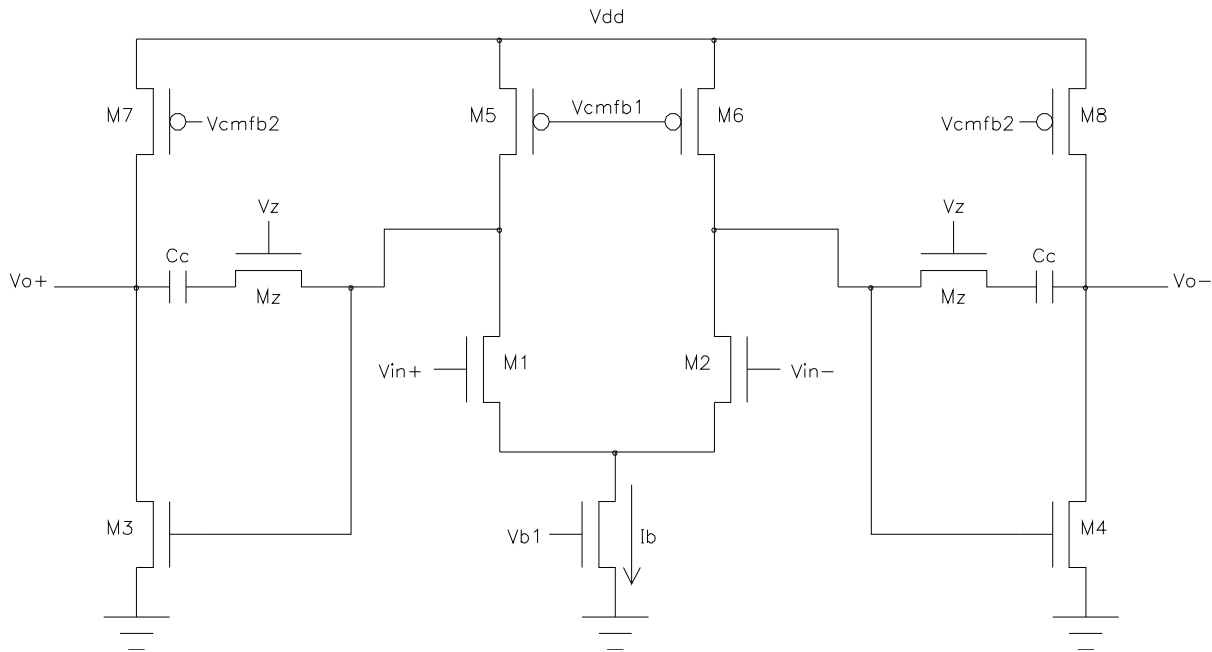 Vdd
M7
Vcmfb2
M5
Vcmfb1
M6
Vcmfb2
M8
Vz
Vz
Cc
Cc
Vo+
Mz
Mz
Vo-
Vin+
M1
M2
Vin-
M3
Vb1
Ib
M4